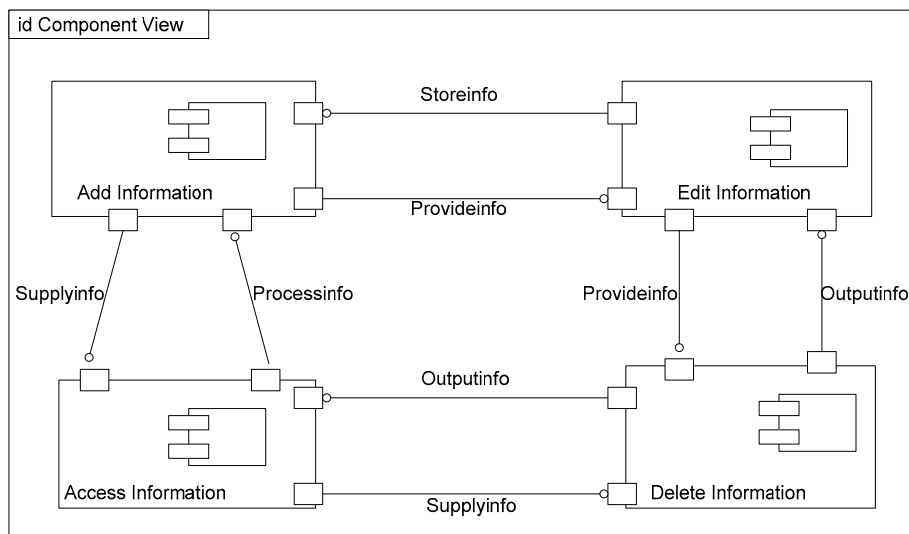 id Component View
Storeinfo
Add Information
Edit Information
Provideinfo
Supplyinfo
Processinfo
Provideinfo
Outputinfo
Outputinfo
Access Information
Delete Information
Supplyinfo